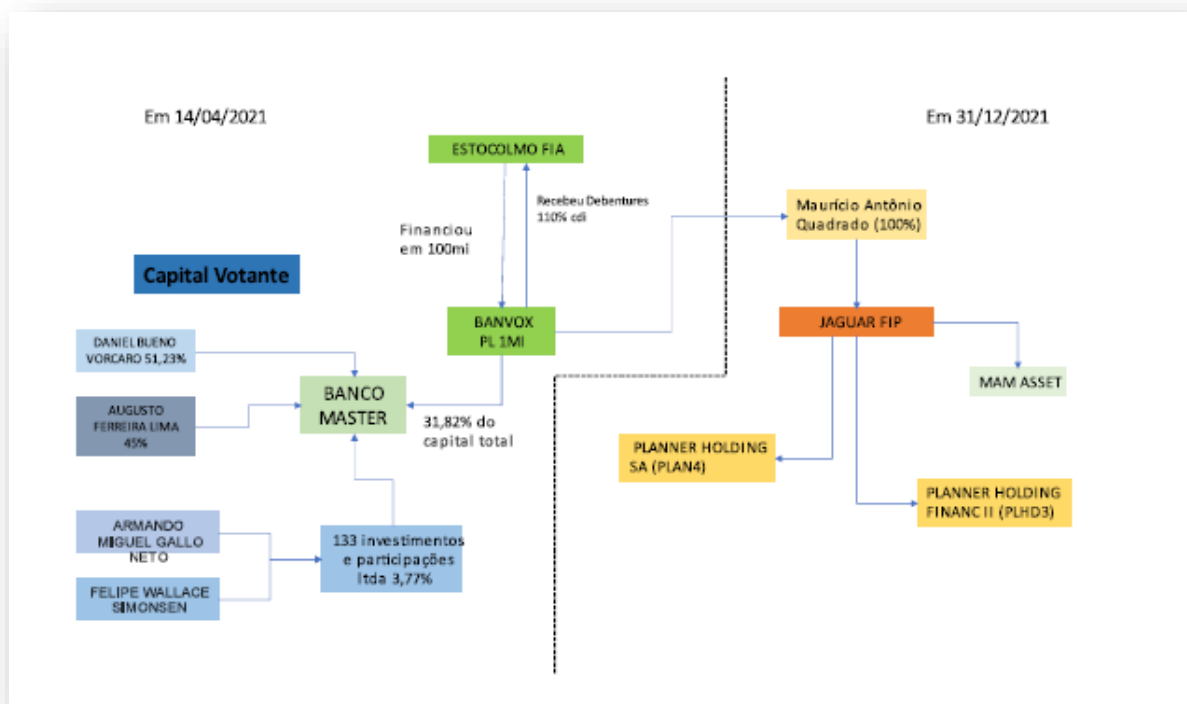 Em 14/04/2021
Em 31/12/2021
ESTOCOLMO FIA
Recebeu Debentures
110% cdi
Financiou
em 100mi
Maurício Antônio
Quadrado (100%)
Capital Votante
BANVOX
PL 1MI
JAGUAR FIP
DANIEL BUENO
VORCARO 51,23%
MAM ASSET
BANCO
MASTER
AUGUSTO
FERREIRA LIMA
45%
31,82% do
capital total
PLANNER HOLDING
SA (PLAN4)
PLANNER HOLDING
FINANC II (PLHD3)
ARMANDO
MIGUEL GALLO
NETO
133 investimentos
e participações
ltda 3,77%
FELIPE WALLACE
SIMONSEN